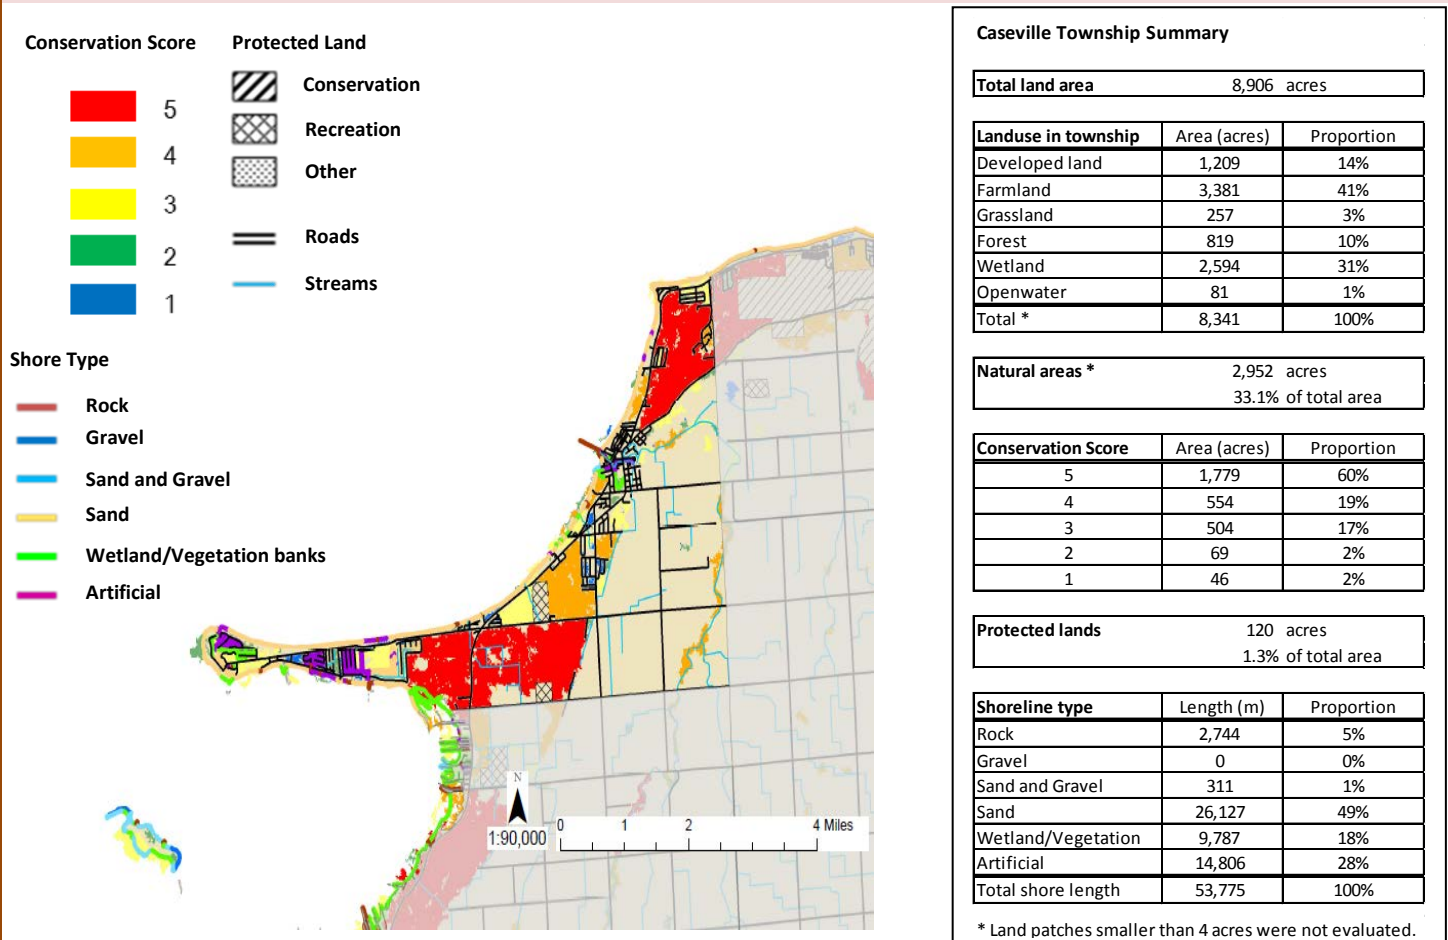 Conservation Score
5
4
3
2
1
Protected Land
Conservation
Recreation
Other
Roads
Streams
Shore Type
Rock
Gravel
Sand and Gravel
Sand
Wetland/Vegetation banks
Artificial
N
1:90,000
0 1 2 4 Miles
Caseville Township Summary
Total land area 8,906 acres
Landuse in township Area (acres) Proportion
Developed land 1,209 14%
Farmland 3,381 41%
Grassland 257 3%
Forest 819 10%
Wetland 2,594 31%
Openwater 81 1%
Total * 8,341 100%
Natural areas * 2,952 acres
33.1% of total area
Conservation Score Area (acres) Proportion
5 1,779 60%
4 554 19%
3 504 17%
2 69 2%
1 46 2%
Protected lands 120 acres
1.3% of total area
Shoreline type Length (m) Proportion
Rock 2,744 5%
Gravel 0 0%
Sand and Gravel 311 1%
Sand 26,127 49%
Wetland/Vegetation 9,787 18%
Artificial 14,806 28%
Total shore length 53,775 100%
* Land patches smaller than 4 acres were not evaluated.